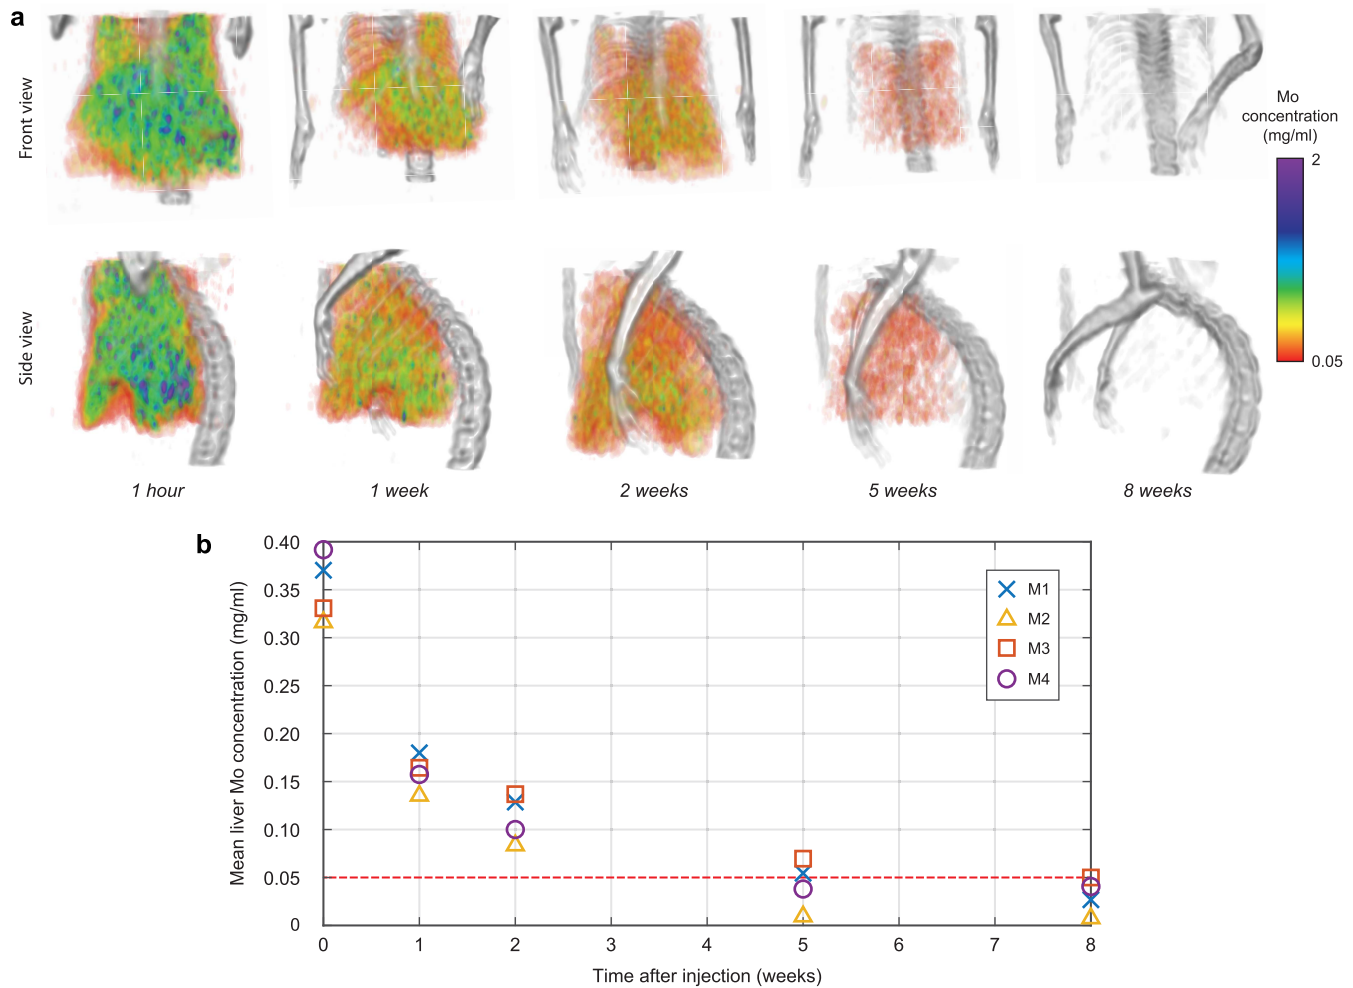 a
Front view
Side view
Mo
concentration
(mg/ml)
2
0.05
1 hour
1 week
2 weeks
5 weeks
8 weeks
b
Mean liver Mo concentration (mg/ml)
0.40
0.35
0.30
0.25
0.20
0.15
0.10
0.05
0
M1
M2
M3
M4
0 1 2 3 4 5 6 7 8
Time after injection (weeks)